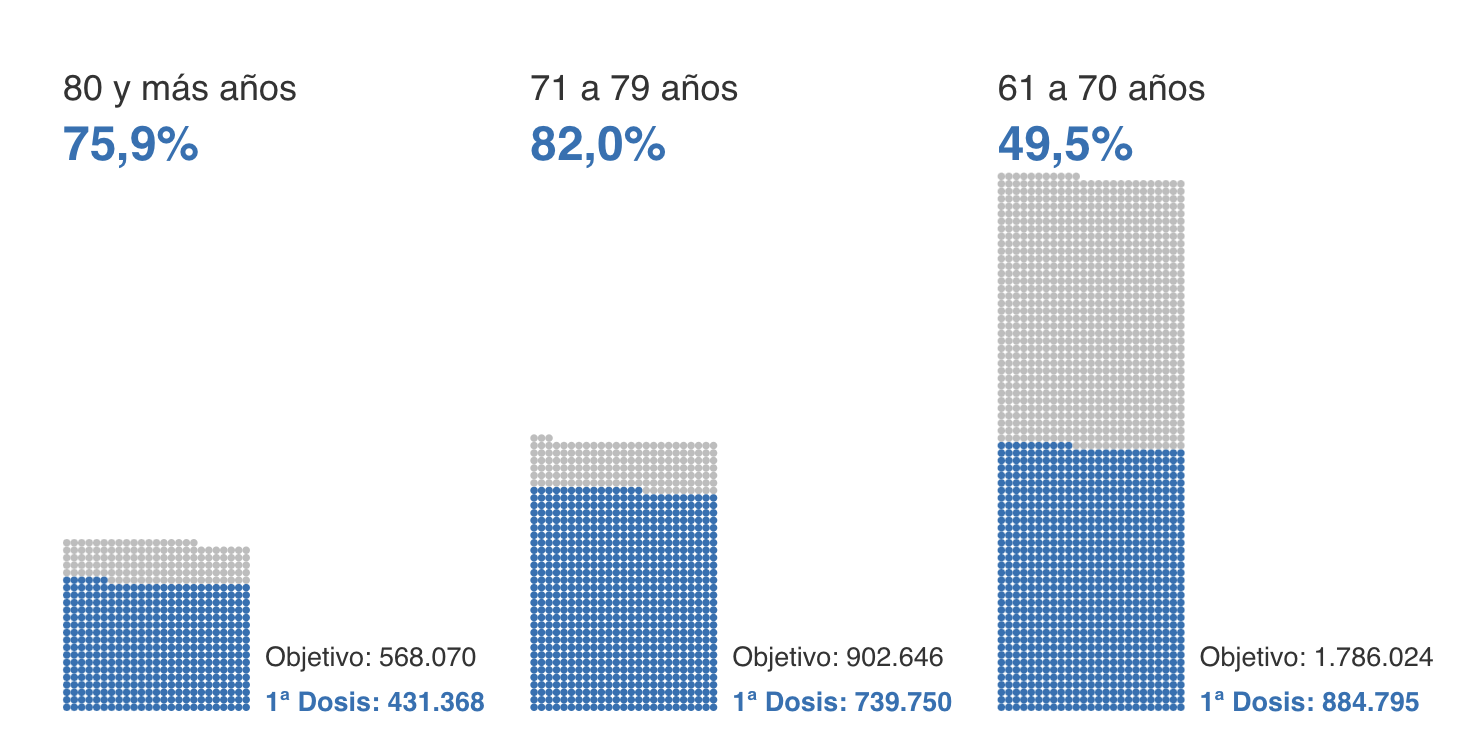 80 y más años
75,9%
Objetivo: 568.070
1ª Dosis: 431.368
71 a 79 años
82,0%
Objetivo: 902.646
1ª Dosis: 739.750
61 a 70 años
49,5%
Objetivo: 1.786.024
1ª Dosis: 884.795